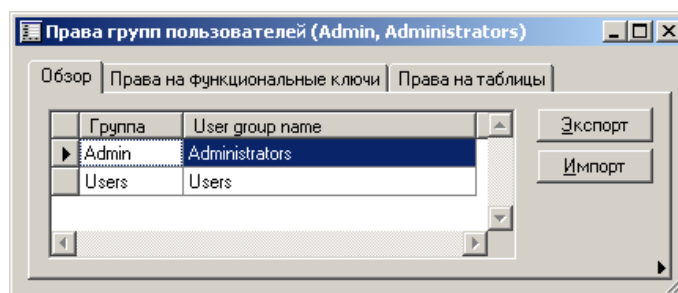 Права групп пользователей (Admin, Administrators)
Обзор Права на функциональные ключи Права на таблицы
Группа User group name
Admin Administrators
Users Users
Экспорт
Импорт